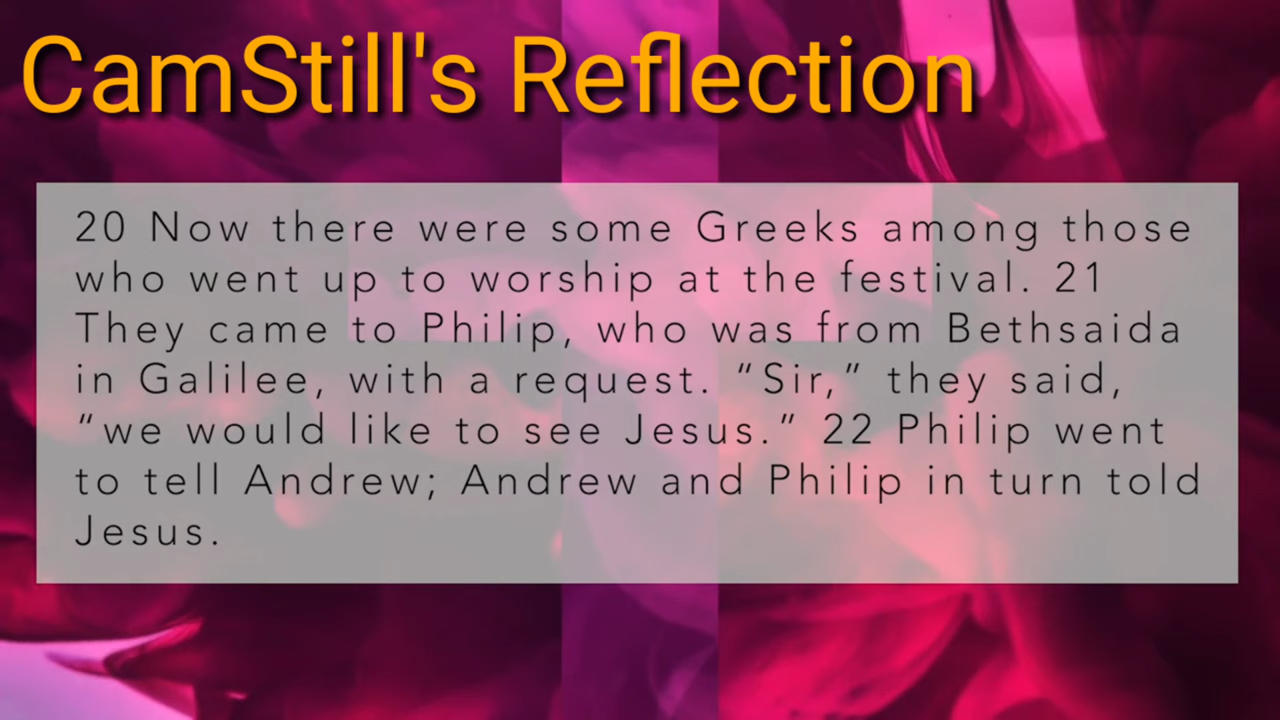 CamStill's Reflection
20 Now there were some Greeks among those
who went up to worship at the festival. 21
They came to Philip, who was from Bethsaida
in Galilee, with a request. “Sir,” they said,
“we would like to see Jesus.” 22 Philip went
to tell Andrew; Andrew and Philip in turn told
Jesus.